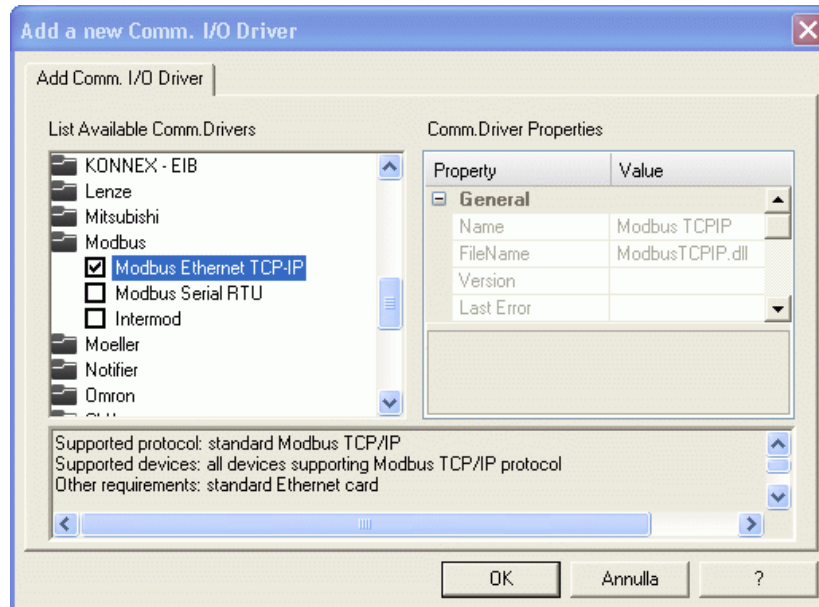 Add a new Comm. I/O Driver
Add Comm. I/O Driver
List Available Comm.Drivers
KONNEX - EIB
Lenze
Mitsubishi
Modbus
Modbus Ethernet TCP-IP
Modbus Serial RTU
Intermod
Moeller
Notifier
Omron
Comm.Driver Properties
Property Value
General
Name Modbus TCPIP
FileName ModbusTCPIP.dll
Version
Last Error
Supported protocol: standard Modbus TCP/IP
Supported devices: all devices supporting Modbus TCP/IP protocol
Other requirements: standard Ethernet card
OK Annulla ?